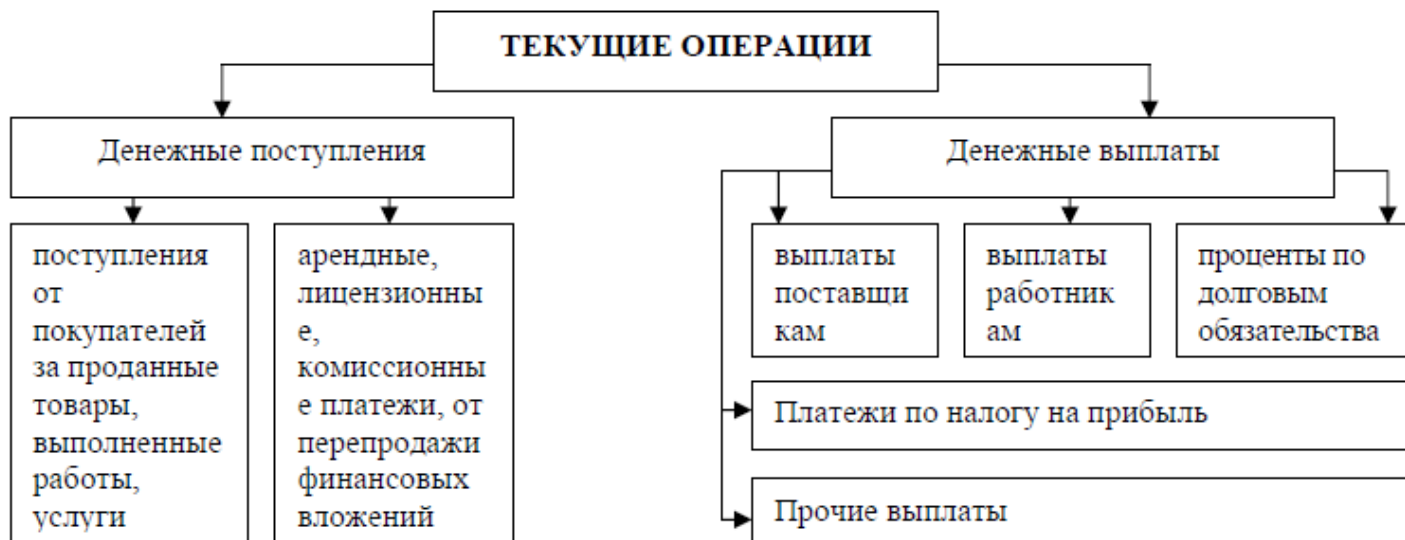 ТЕКУЩИЕ ОПЕРАЦИИ
Денежные поступления
Денежные выплаты
поступления
от
покупателей
за проданные
товары,
выполненные
работы,
услуги
арендные,
лицензионны
е,
комиссионны
е платежи, от
перепродажи
финансовых
вложений
выплаты
поставщи
кам
выплаты
работник
ам
проценты по
долговым
обязательства
Платежи по налогу на прибыль
Прочие выплаты